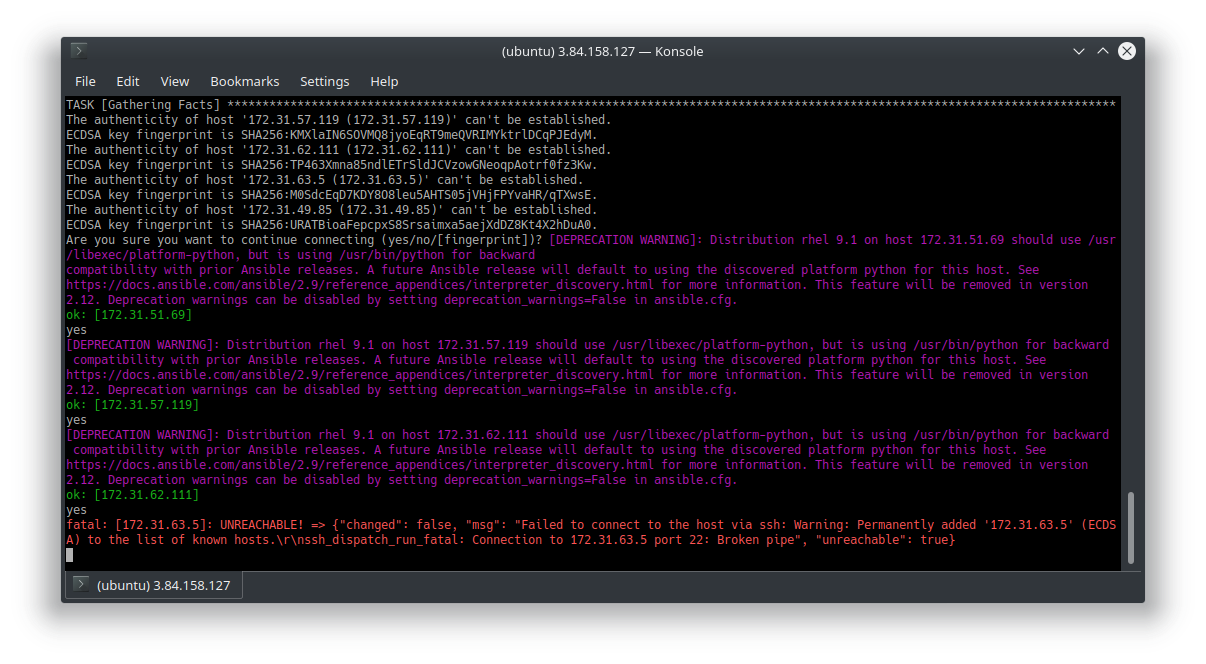 (ubuntu) 3.84.158.127 — Konsole
File Edit View Bookmarks Settings Help
TASK [Gathering Facts] *******************************************************************************************************************************
The authenticity of host '172.31.57.119 (172.31.57.119)' can't be established.
ECDSA key fingerprint is SHA256:KMXlaIN6SOVMQ8jyoEqRT9meQVRIMYktrlDCqPJEdyM.
The authenticity of host '172.31.62.111 (172.31.62.111)' can't be established.
ECDSA key fingerprint is SHA256:TP463Xmna85ndlETrSldJCVzowGNeoqpAotrf0fz3Kw.
The authenticity of host '172.31.63.5 (172.31.63.5)' can't be established.
ECDSA key fingerprint is SHA256:M0SdcEqD7KDY8O8leu5AHTS05jVHjFPYvaHR/qTXwsE.
The authenticity of host '172.31.49.85 (172.31.49.85)' can't be established.
ECDSA key fingerprint is SHA256:URATBioaFepcpxS8Srsaimxa5aejXdDZ8Kt4X2hDuA0.
Are you sure you want to continue connecting (yes/no/[fingerprint])? [DEPRECATION WARNING]: Distribution rhel 9.1 on host 172.31.51.69 should use /usr
/libexec/platform-python, but is using /usr/bin/python for backward
compatibility with prior Ansible releases. A future Ansible release will default to using the discovered platform python for this host. See
https://docs.ansible.com/ansible/2.9/reference_appendices/interpreter_discovery.html for more information. This feature will be removed in version
2.12. Deprecation warnings can be disabled by setting deprecation_warnings=False in ansible.cfg.
ok: [172.31.51.69]
yes
[DEPRECATION WARNING]: Distribution rhel 9.1 on host 172.31.57.119 should use /usr/libexec/platform-python, but is using /usr/bin/python for backward
compatibility with prior Ansible releases. A future Ansible release will default to using the discovered platform python for this host. See
https://docs.ansible.com/ansible/2.9/reference_appendices/interpreter_discovery.html for more information. This feature will be removed in version
2.12. Deprecation warnings can be disabled by setting deprecation_warnings=False in ansible.cfg.
ok: [172.31.57.119]
yes
[DEPRECATION WARNING]: Distribution rhel 9.1 on host 172.31.62.111 should use /usr/libexec/platform-python, but is using /usr/bin/python for backward
compatibility with prior Ansible releases. A future Ansible release will default to using the discovered platform python for this host. See
https://docs.ansible.com/ansible/2.9/reference_appendices/interpreter_discovery.html for more information. This feature will be removed in version
2.12. Deprecation warnings can be disabled by setting deprecation_warnings=False in ansible.cfg.
ok: [172.31.62.111]
yes
fatal: [172.31.63.5]: UNREACHABLE! => {"changed": false, "msg": "Failed to connect to the host via ssh: Warning: Permanently added '172.31.63.5' (ECDS
A) to the list of known hosts.\r\nssh_dispatch_run_fatal: Connection to 172.31.63.5 port 22: Broken pipe", "unreachable": true}
(ubuntu) 3.84.158.127